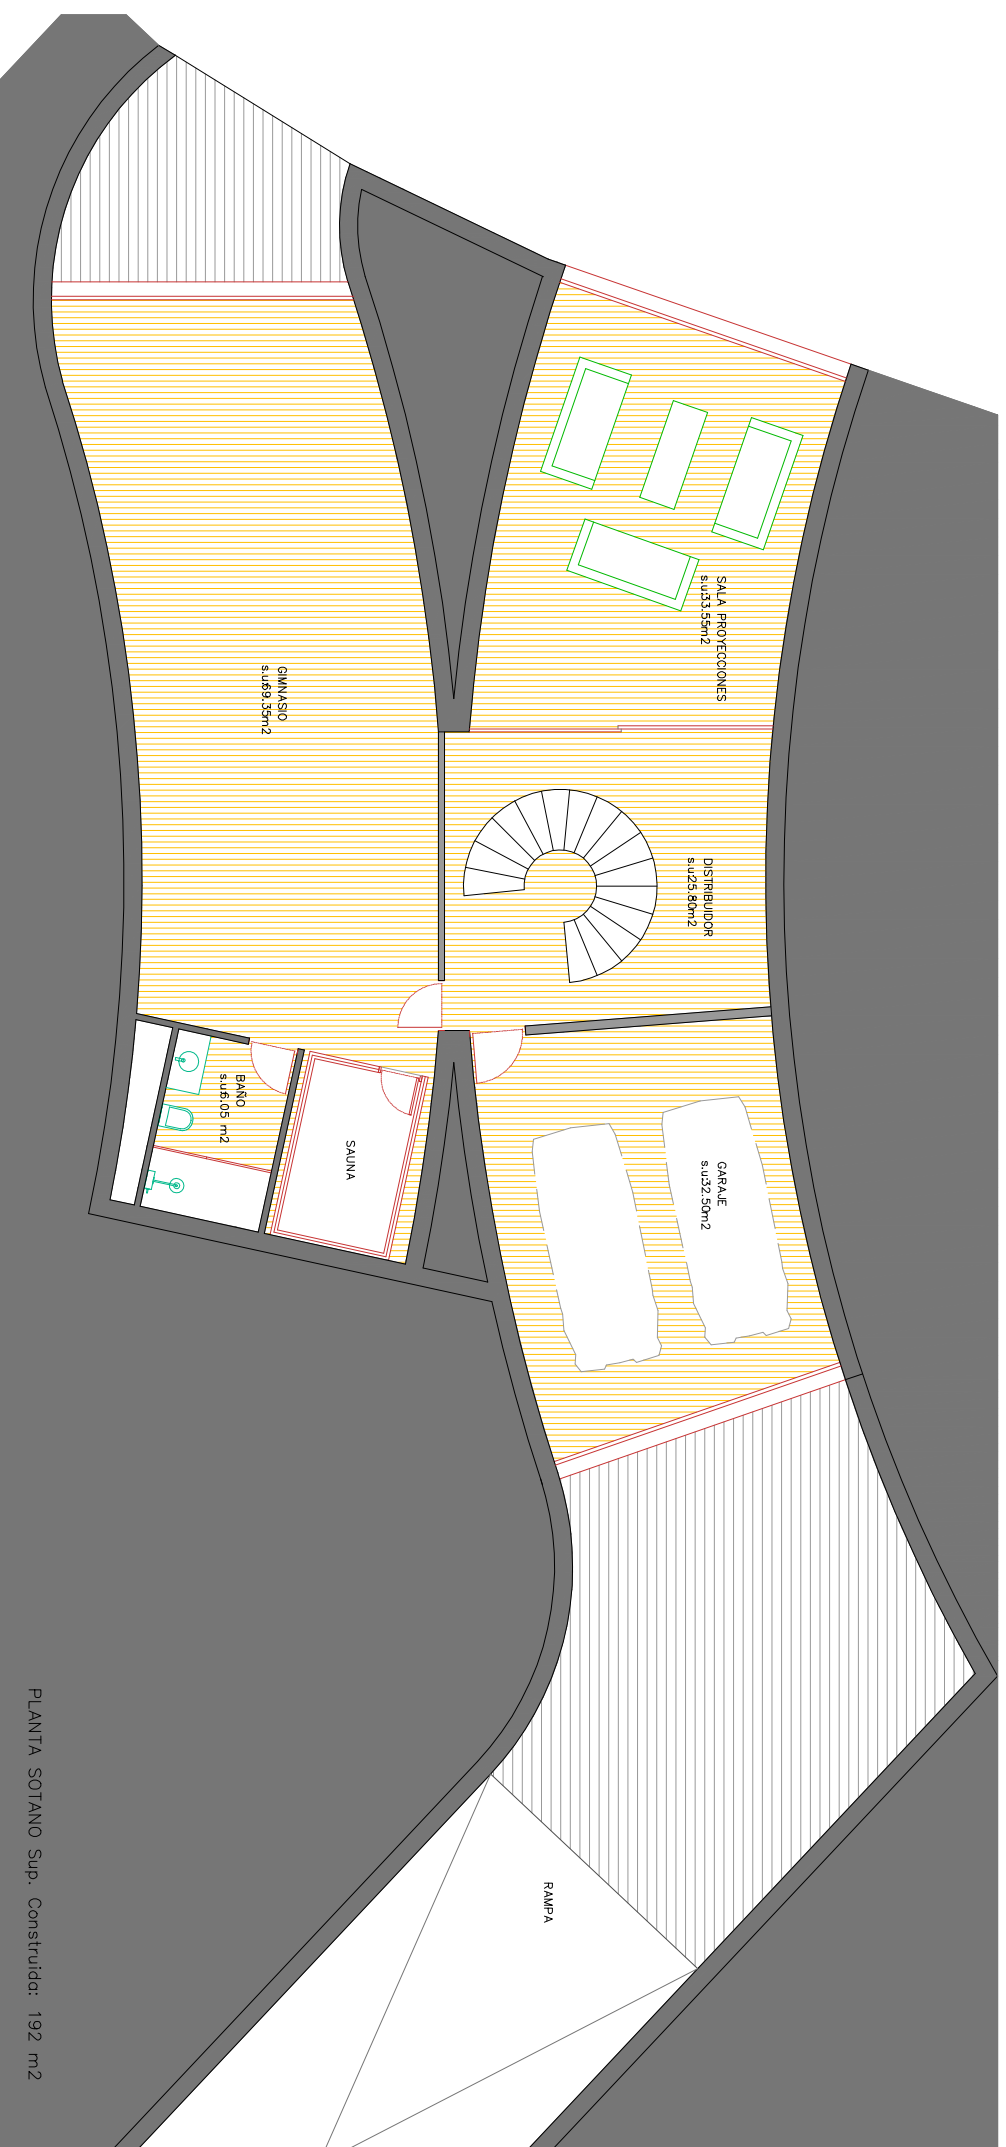 SALA PROYECCIONES
s.u:33.55m2
GIMNASIO
s.u:69.35m2
DISTRIBUIDOR
s.u:25.80m2
BAÑO
s.u:6.05 m2
SAUNA
GARAJE
s.u:32.50m2
RAMPA
PLANTA SOTANO Sup. Construida: 192 m2